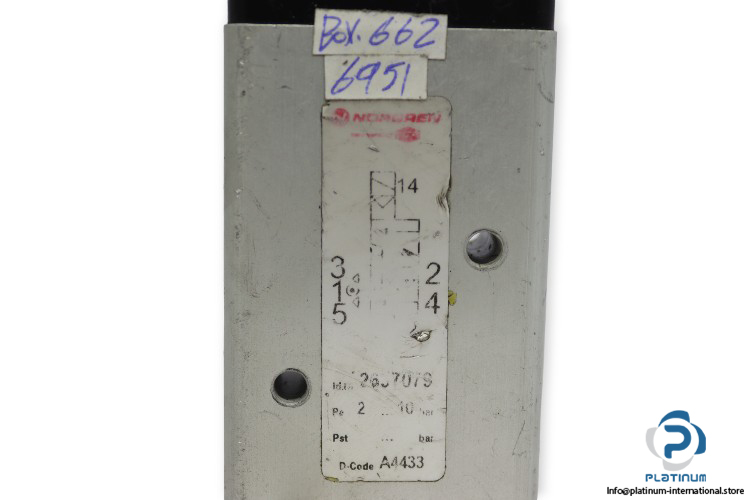 Box.662
6951
NORGREN
14
3
2
1
4
5
Pe 2 ... 10 bar
Pst ... bar
D-Code A4433
PLATINUM
INTERNATIONAL
Info@platinum-international.store